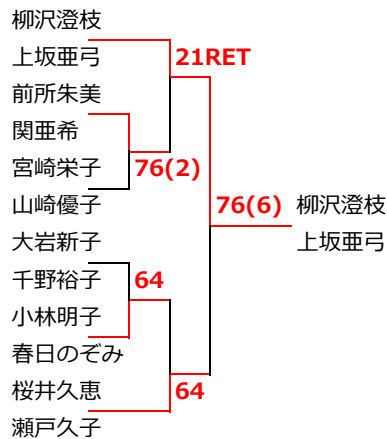 柳沢澄枝
上坂亜弓
21RET
前所朱美
関亜希
宮崎栄子
76(2)
山崎優子
76(6)
柳沢澄枝
大岩新子
上坂亜弓
千野裕子
64
小林明子
春日のぞみ
桜井久恵
64
瀬戸久子